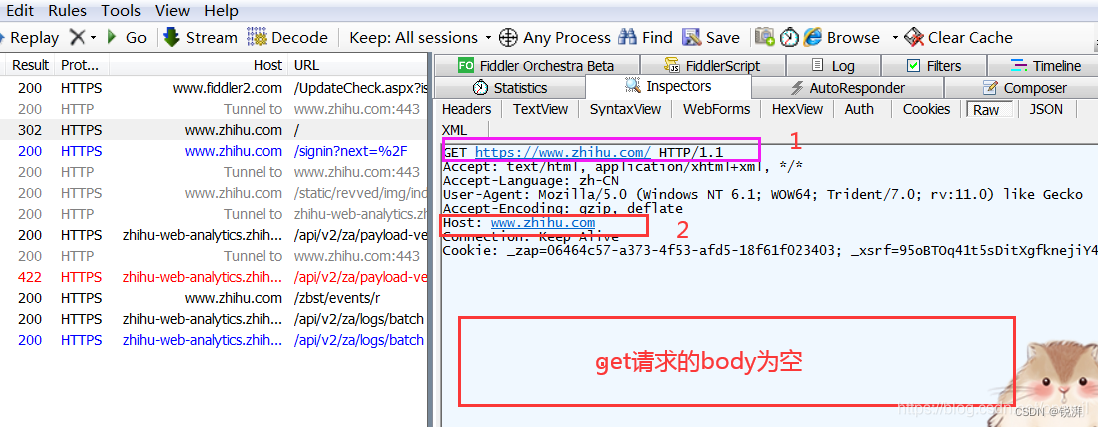 Edit Rules Tools View Help
Replay Go Stream Decode Keep: All sessions Any Process Find Save Browse Clear Cache
Result Prot... Host URL
200 HTTPS www.fiddler2.com /UpdateCheck.aspx?is
200 HTTP Tunnel to www.zhihu.com:443
302 HTTPS www.zhihu.com /
200 HTTPS www.zhihu.com /signin?next=%2F
200 HTTP Tunnel to www.zhihu.com:443
200 HTTPS www.zhihu.com /static/revved/img/ind
200 HTTP Tunnel to zhihu-web-analytics.zh
200 HTTPS zhihu-web-analytics.zhih... /api/v2/za/payload-ve
200 HTTP Tunnel to www.zhihu.com:443
422 HTTPS zhihu-web-analytics.zhih... /api/v2/za/payload-ve
200 HTTPS www.zhihu.com /zbst/events/r
200 HTTPS zhihu-web-analytics.zhih... /api/v2/za/logs/batch
200 HTTPS zhihu-web-analytics.zhih... /api/v2/za/logs/batch
FO Fiddler Orchestra Beta FiddlerScript Log Filters Timeline
Statistics Inspectors AutoResponder Composer
Headers TextView SyntaxView WebForms HexView Auth Cookies Raw JSON
XML
1
GET https://www.zhihu.com/ HTTP/1.1
Accept: text/html, application/xhtml+xml, */*
Accept-Language: zh-CN
User-Agent: Mozilla/5.0 (Windows NT 6.1; WOW64; Trident/7.0; rv:11.0) like Gecko
Accept-Encoding: gzip, deflate
Host: www.zhihu.com
2
Connection: Keep-Alive
Cookie: _zap=06464c57-a373-4f53-afd5-18f61f023403; _xsrf=95oBTOq41t5sDitXgfknejiY4
get请求的body为空
CSDN @锐湃